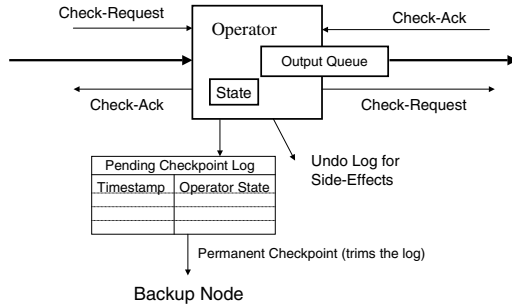 Check-Request
Operator
Check-Ack
Output Queue
State
Check-Ack
Check-Request
Pending Checkpoint Log
Timestamp Operator State
Undo Log for
Side-Effects
Permanent Checkpoint (trims the log)
Backup Node